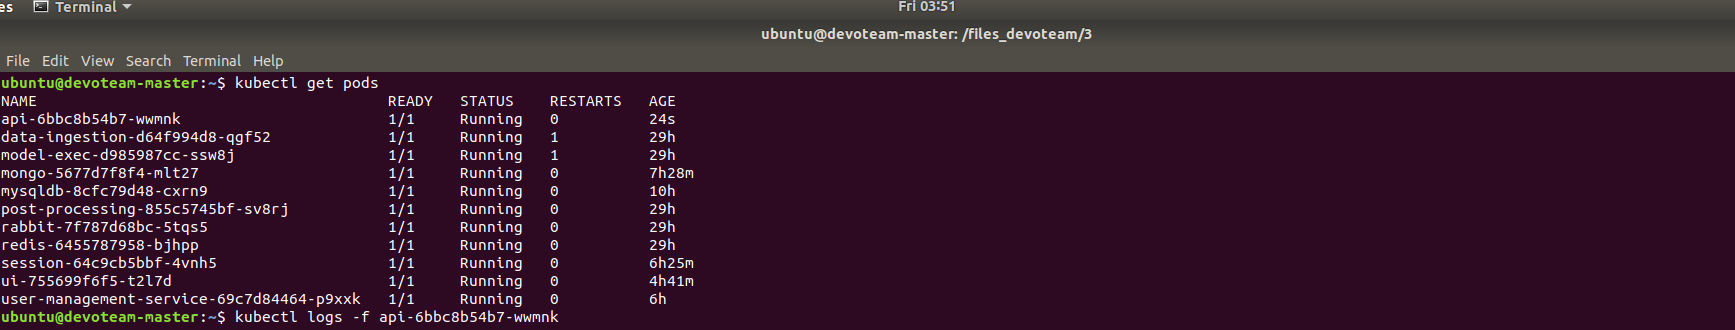 es Terminal Fri 03:51
ubuntu@devoteam-master: /files_devoteam/3
File Edit View Search Terminal Help
ubuntu@devoteam-master:~$ kubectl get pods
NAME READY STATUS RESTARTS AGE
api-6bbc8b54b7-wwmnk 1/1 Running 0 24s
data-ingestion-d64f994d8-qgf52 1/1 Running 1 29h
model-exec-d985987cc-ssw8j 1/1 Running 1 29h
mongo-5677d7f8f4-mlt27 1/1 Running 0 7h28m
mysqldb-8cfc79d48-cxrn9 1/1 Running 0 10h
post-processing-855c5745bf-sv8rj 1/1 Running 0 29h
rabbit-7f787d68bc-5tqs5 1/1 Running 0 29h
redis-6455787958-bjhpp 1/1 Running 0 29h
session-64c9cb5bbf-4vnh5 1/1 Running 0 6h25m
ui-755699f6f5-t2l7d 1/1 Running 0 4h41m
user-management-service-69c7d84464-p9xxk 1/1 Running 0 6h
ubuntu@devoteam-master:~$ kubectl logs -f api-6bbc8b54b7-wwmnk